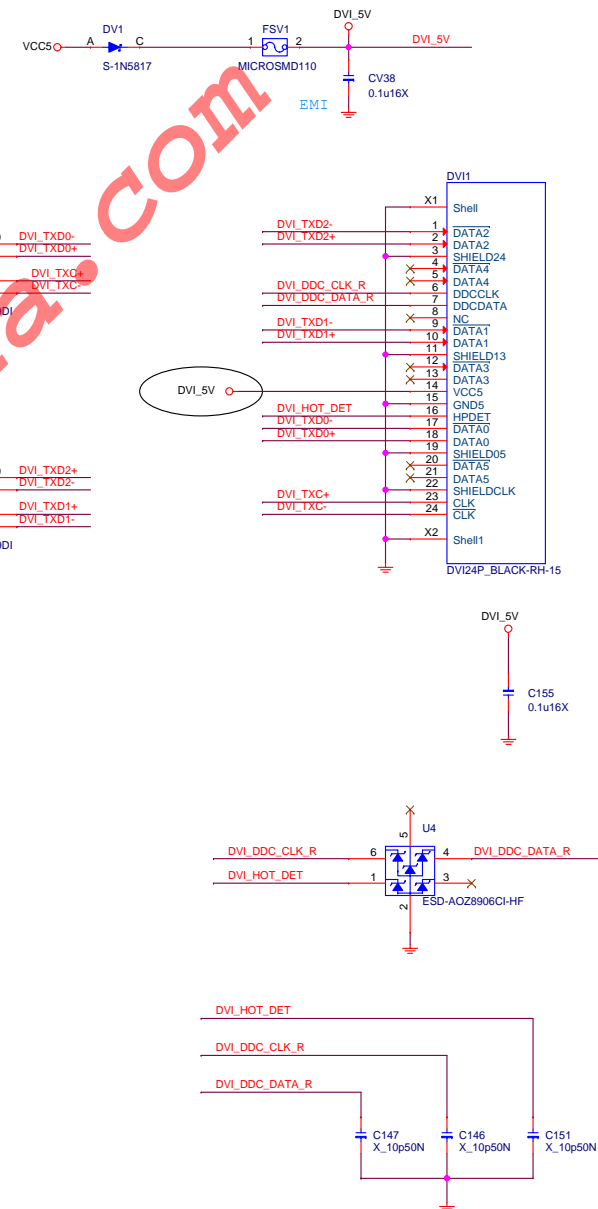 DVI_5V
DV1
FSV1
VCC5
A
C
1
2
DVI_5V
S-1N5817
MICROSMD110
CV38
0.1u16X
EMI
a.com
DVI1
X1
Shell
DVI_TXD2-
1
DATA2
DVI_TXD2+
2
DATA2
3
SHIELD24
4
DATA4
5
DATA4
DVI_DDC_CLK_R
6
DDCCLK
DVI_DDC_DATA_R
7
DDCDATA
8
NC
DVI_TXD1-
9
DATA1
DVI_TXD1+
10
DATA1
11
SHIELD13
12
DATA3
13
DATA3
DVI_5V
14
VCC5
15
GND5
DVI_HOT_DET
16
HPDET
DVI_TXD0-
17
DATA0
DVI_TXD0+
18
DATA0
19
SHIELD05
20
DATA5
21
DATA5
22
SHIELDCLK
DVI_TXC+
23
CLK
DVI_TXC-
24
CLK
X2
Shell1
DVI24P_BLACK-RH-15
DVI_TXD0-
DVI_TXD0+
DVI_TXC+
DVI_TXC-
DVI_TXD2+
DVI_TXD2-
DVI_TXD1+
DVI_TXD1-
DVI_5V
C155
0.1u16X
U4
5
DVI_DDC_CLK_R
6
4
DVI_DDC_DATA_R
DVI_HOT_DET
1
3
2
ESD-AOZ8906CI-HF
DVI_HOT_DET
DVI_DDC_CLK_R
DVI_DDC_DATA_R
C147
X_10p50N
C146
X_10p50N
C151
X_10p50N